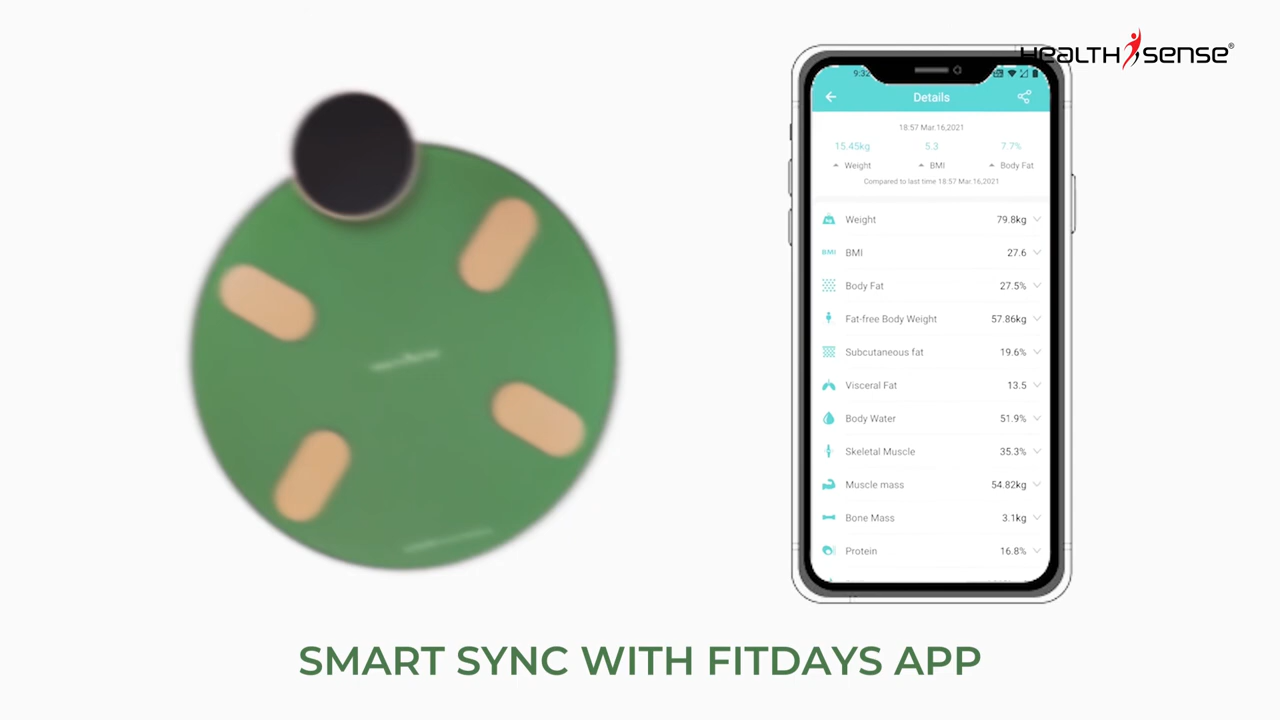 HEALTH SENSE®
9:32
Details
18:57 Mar.16,2021
15.45kg 5.3 7.7%
Weight BMI Body Fat
Compared to last time 18:57 Mar.16,2021
Weight 79.8kg
BMI BMI 27.6
Body Fat 27.5%
Fat-free Body Weight 57.86kg
Subcutaneous fat 19.6%
Visceral Fat 13.5
Body Water 51.9%
Skeletal Muscle 35.3%
Muscle mass 54.82kg
Bone Mass 3.1kg
Protein 16.8%
SMART SYNC WITH FITDAYS APP